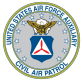 UNITED STATES AIR FORCE AUXILIARY
CIVIL AIR PATROL